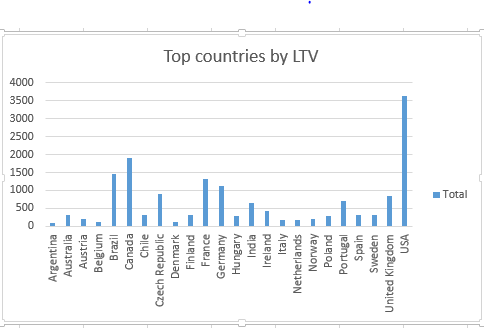 Top countries by LTV
4000
3500
3000
2500
2000
1500
1000
500
0
Argentina
Australia
Austria
Belgium
Brazil
Canada
Chile
Czech Republic
Denmark
Finland
France
Germany
Hungary
India
Ireland
Italy
Netherlands
Norway
Poland
Portugal
Spain
Sweden
United Kingdom
USA
Total